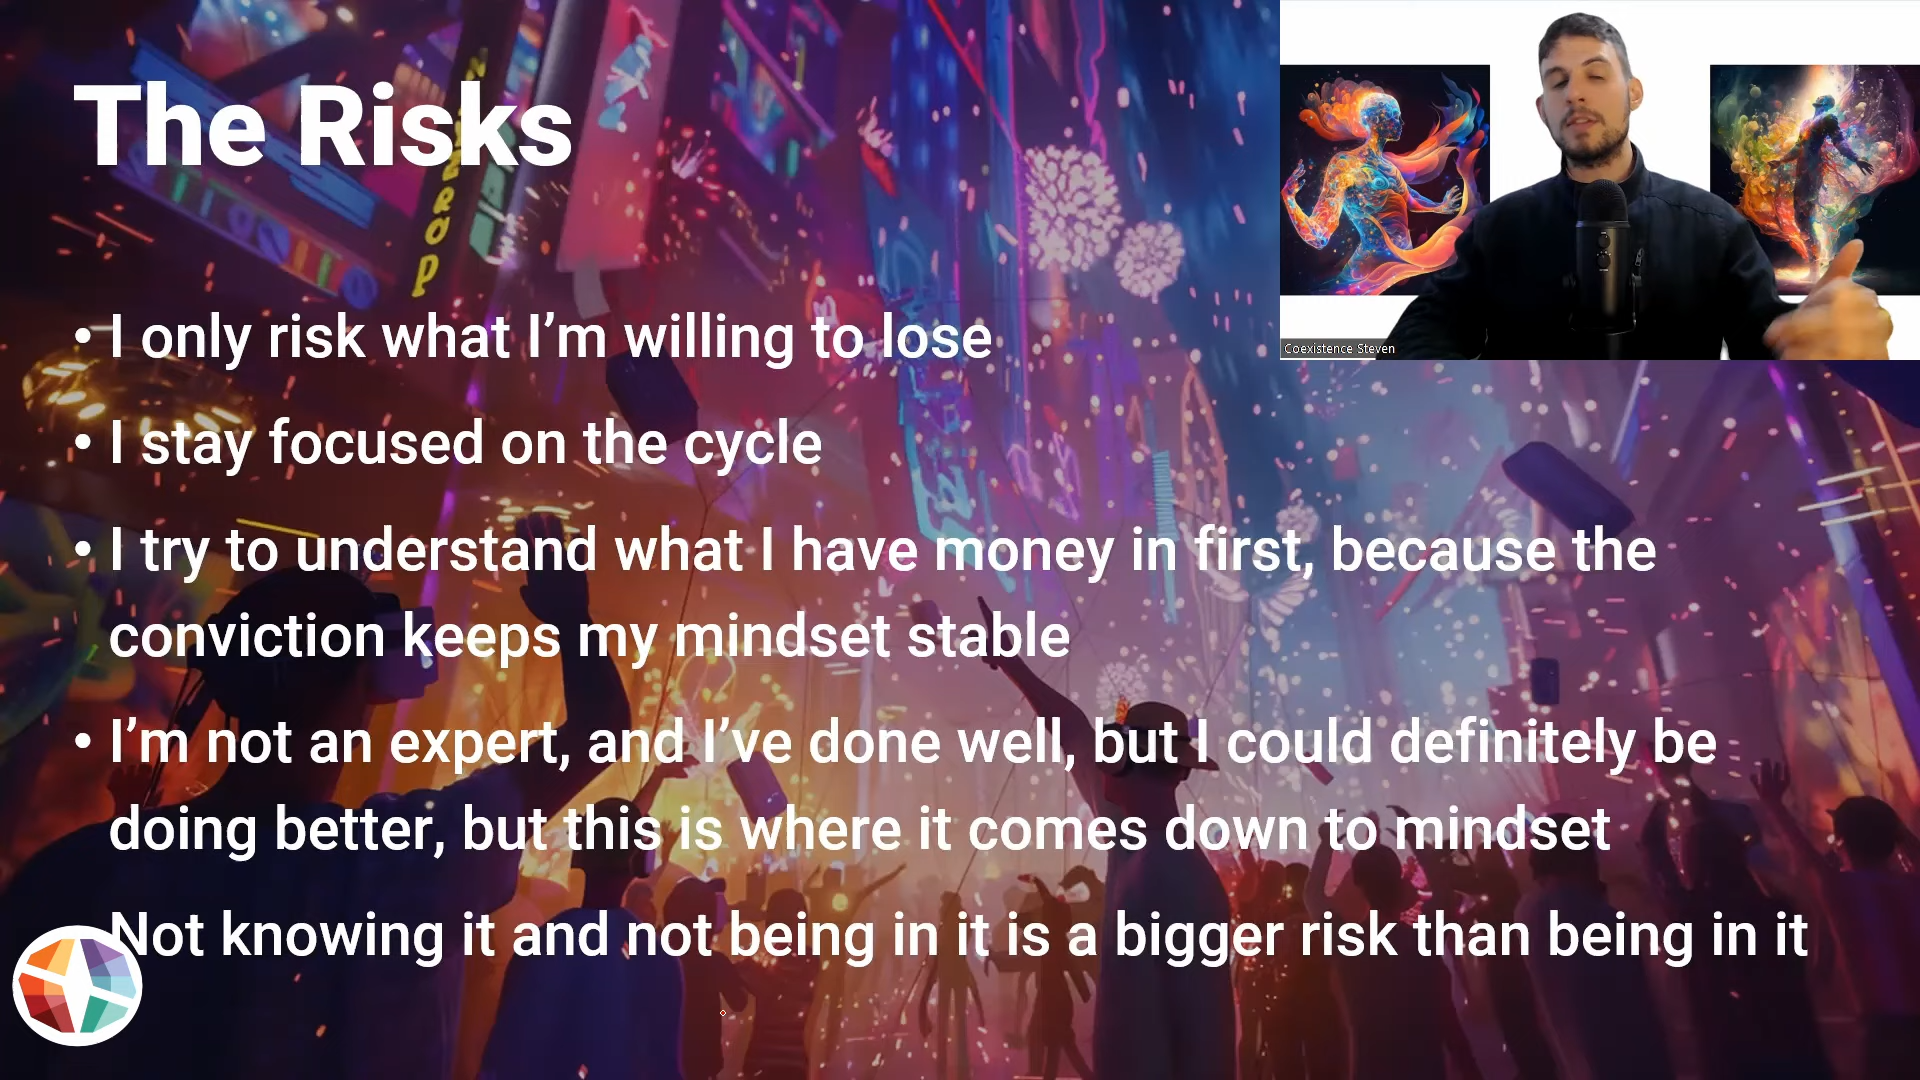 The Risks
• I only risk what I’m willing to lose
• I stay focused on the cycle
• I try to understand what I have money in first, because the
conviction keeps my mindset stable
• I’m not an expert, and I’ve done well, but I could definitely be
doing better, but this is where it comes down to mindset
Not knowing it and not being in it is a bigger risk than being in it
Coexistence Steven